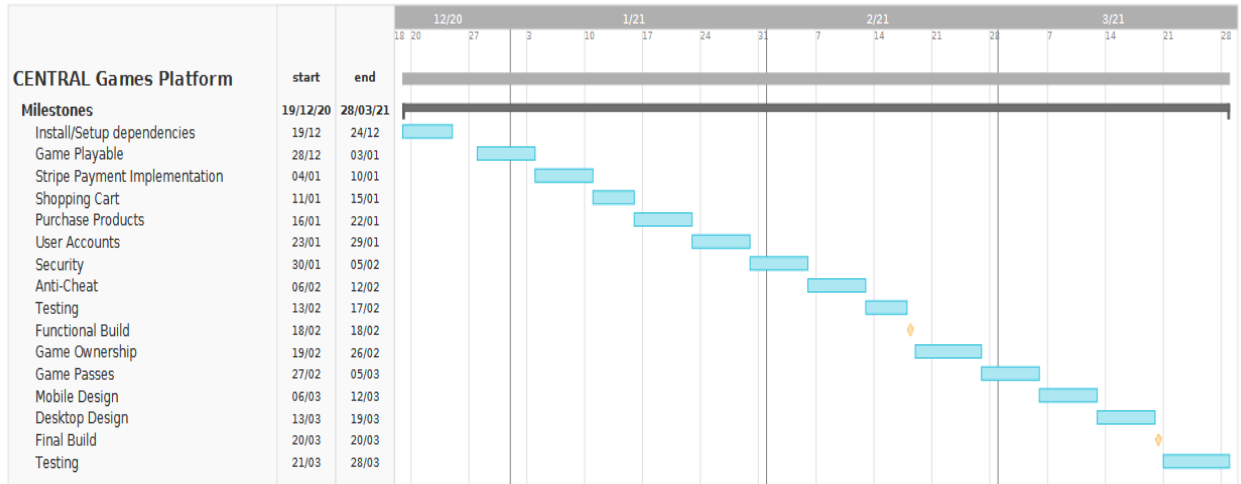 12/20 1/21 2/21 3/21
18 20 27 3 10 17 24 31 7 14 21 28 7 14 21 28
CENTRAL Games Platform start end
Milestones 19/12/20 28/03/21
Install/Setup dependencies 19/12 24/12
Game Playable 28/12 03/01
Stripe Payment Implementation 04/01 10/01
Shopping Cart 11/01 15/01
Purchase Products 16/01 22/01
User Accounts 23/01 29/01
Security 30/01 05/02
Anti-Cheat 06/02 12/02
Testing 13/02 17/02
Functional Build 18/02 18/02
Game Ownership 19/02 26/02
Game Passes 27/02 05/03
Mobile Design 06/03 12/03
Desktop Design 13/03 19/03
Final Build 20/03 20/03
Testing 21/03 28/03